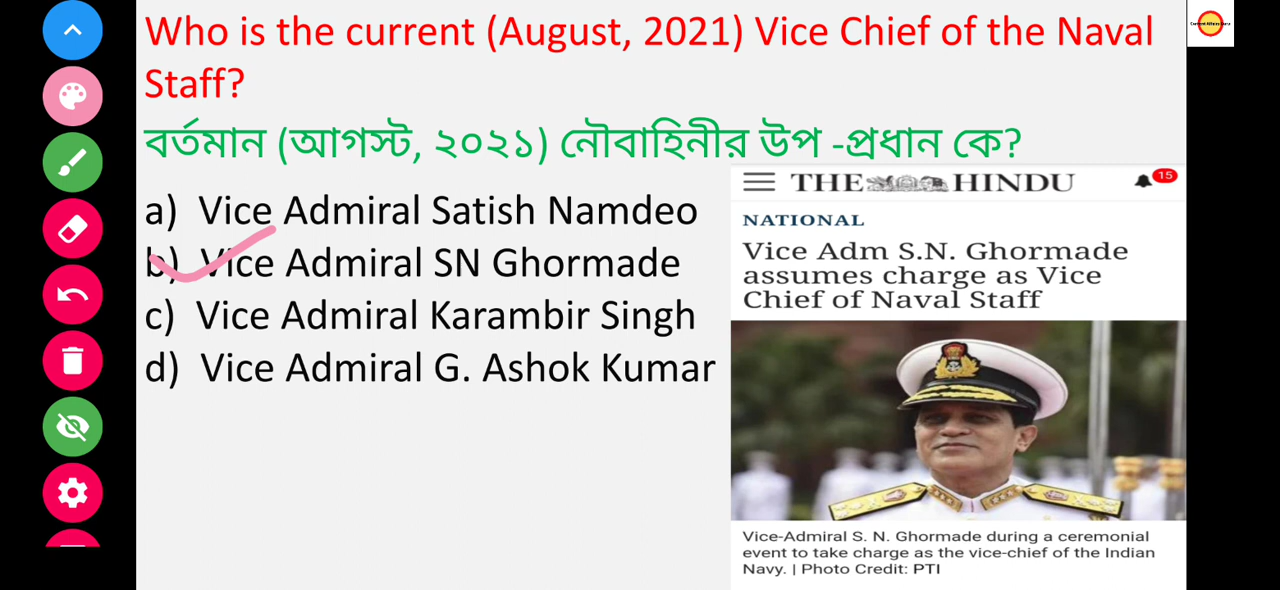 Who is the current (August, 2021) Vice Chief of the Naval
Staff?
বর্তমান (আগস্ট, ২০২১) নৌবাহিনীর উপ -প্রধান কে?
a) Vice Admiral Satish Namdeo
b) Vice Admiral SN Ghormade
c) Vice Admiral Karambir Singh
d) Vice Admiral G. Ashok Kumar
THE HINDU
15
NATIONAL
Vice Adm S.N. Ghormade
assumes charge as Vice
Chief of Naval Staff
Vice-Admiral S. N. Ghormade during a ceremonial
event to take charge as the vice-chief of the Indian
Navy. | Photo Credit: PTI